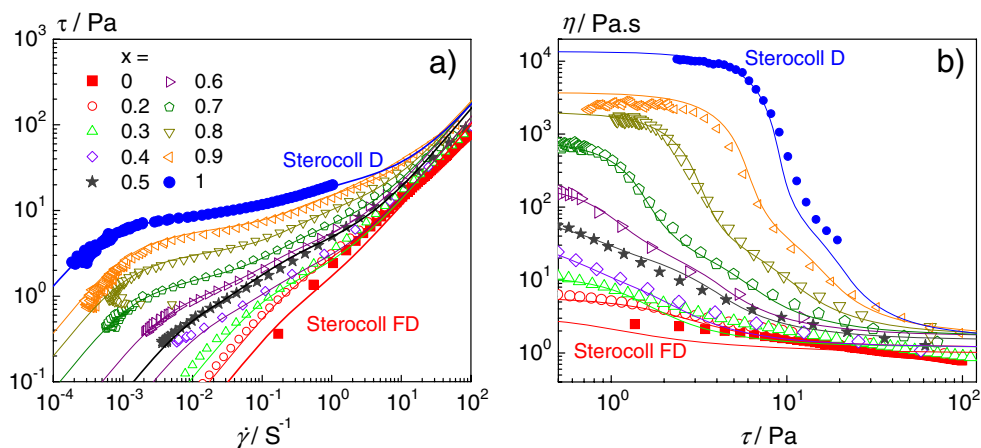 τ / Pa
10³
10²
10¹
10⁰
10⁻¹
a)
x =
0
0.2
0.3
0.4
0.5
0.6
0.7
0.8
0.9
1
Sterocoll D
Sterocoll FD
10⁻⁴ 10⁻³ 10⁻² 10⁻¹ 10⁰ 10¹ 10²
γ̇ / S⁻¹
η / Pa.s
10⁴
10³
10²
10¹
10⁰
b)
Sterocoll D
Sterocoll FD
10⁰ 10¹ 10²
τ / Pa